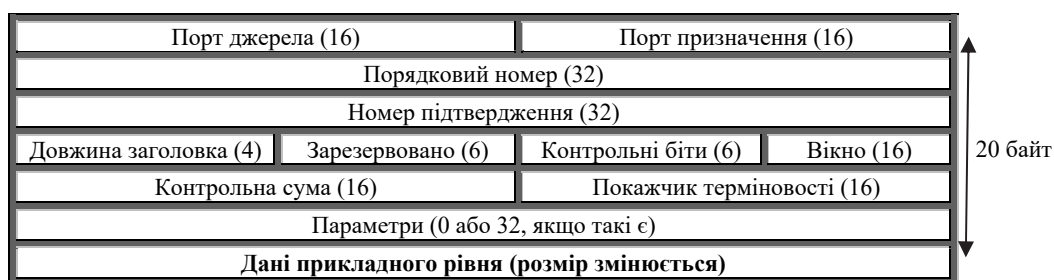 Порт джерела (16) Порт призначення (16)
Порядковий номер (32)
Номер підтвердження (32)
Довжина заголовка (4) Зарезервовано (6) Контрольні біти (6) Вікно (16) 20 байт
Контрольна сума (16) Покажчик терміновості (16)
Параметри (0 або 32, якщо такі є)
Дані прикладного рівня (розмір змінюється)